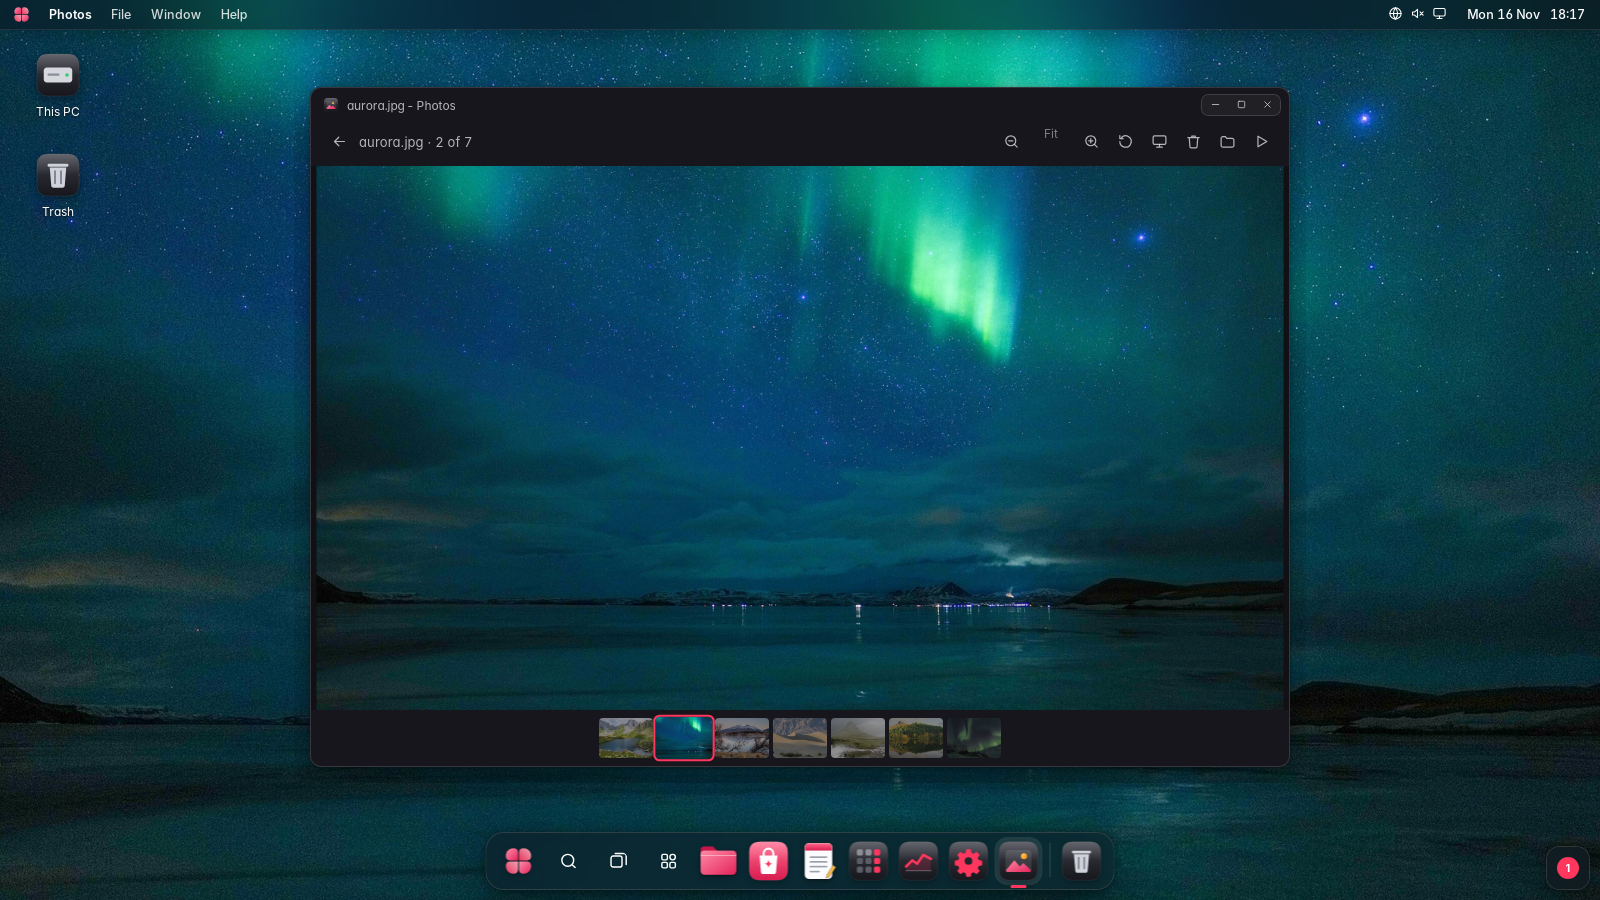 Photos File Window Help
Mon 16 Nov 18:17
This PC
Trash
aurora.jpg - Photos
aurora.jpg · 2 of 7
Fit
1